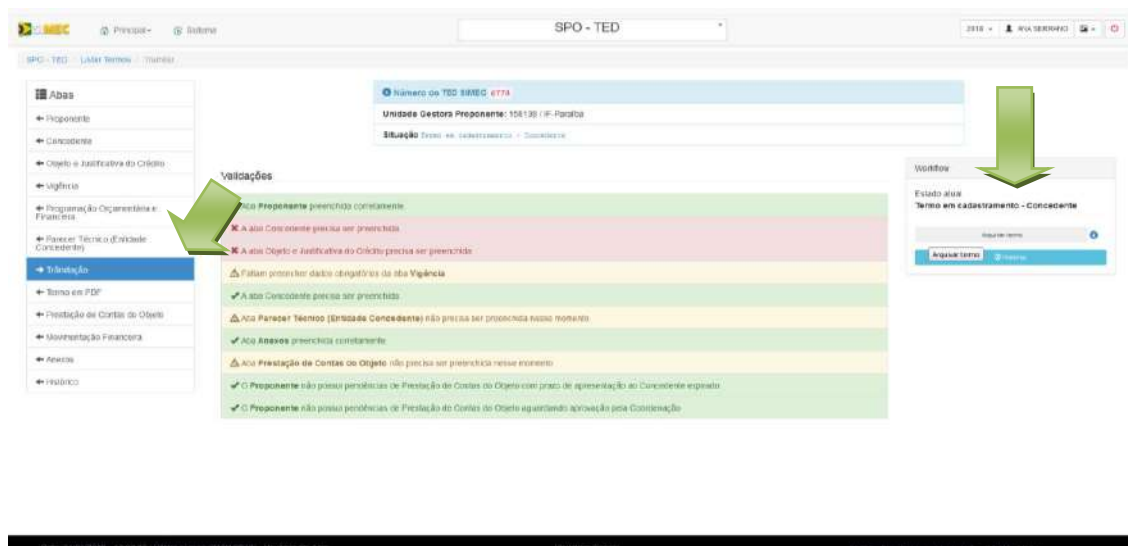 SIMEC Principal Sistema SPO - TED 2018 ANA SERRANO
SPO - TED Listar Termos Tramitar
Abas
Proponente
Concedente
Objeto e Justificativa do Crédito
Vigência
Programação Orçamentária e
Financeira
Parecer Técnico (Entidade
Concedente)
Tramitação
Termo em PDF
Prestação de Contas do Objeto
Movimentação Financeira
Anexos
Histórico
Número do TED SIMEC 6774
Unidade Gestora Proponente: 158138 / IF-Paraíba
Situação Termo em cadastramento - Concedente
Validações
Aba Proponente preenchida corretamente
A aba Concedente precisa ser preenchida
A aba Objeto e Justificativa do Crédito precisa ser preenchida
Faltam preencher dados obrigatórios da aba Vigência
A aba Concedente precisa ser preenchida
Aba Parecer Técnico (Entidade Concedente) não precisa ser preenchida nesse momento
Aba Anexos preenchida corretamente
Aba Prestação de Contas do Objeto não precisa ser preenchida nesse momento
O Proponente não possui pendências de Prestação de Contas do Objeto com prazo de apresentação ao Concedente expirado
O Proponente não possui pendências de Prestação de Contas do Objeto aguardando aprovação pela Coordenação
Workflow
Estado atual
Termo em cadastramento - Concedente
Arquivar termo
Arquivar termo
Histórico